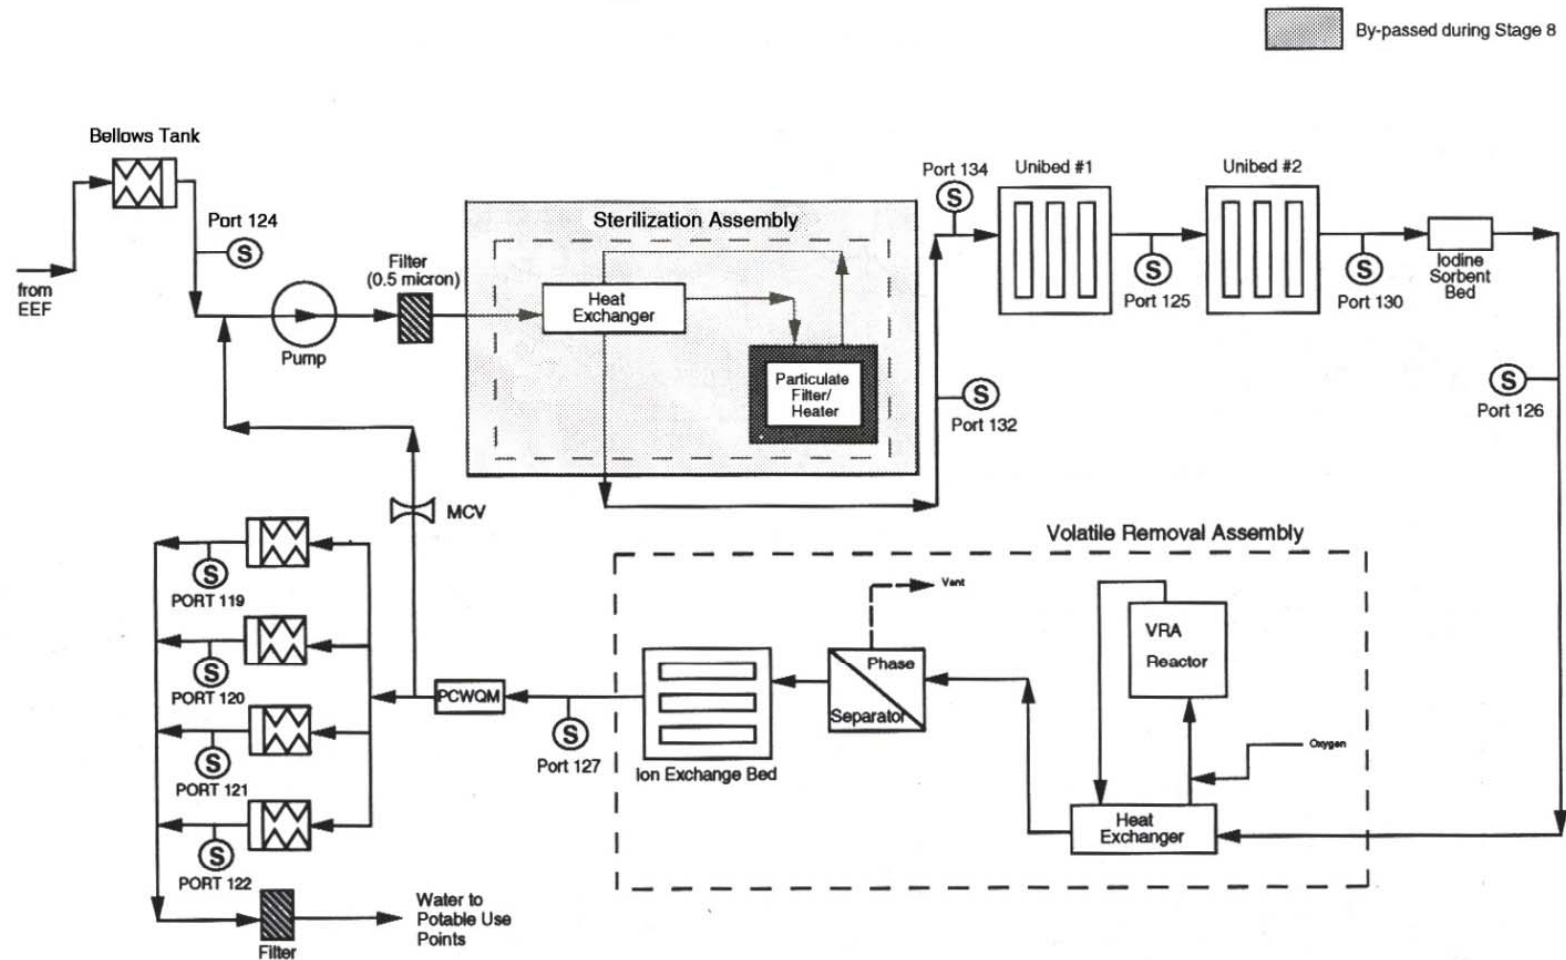 By-passed during Stage 8
Bellows Tank
Port 124
S
from
EEF
Pump
Filter
(0.5 micron)
Sterilization Assembly
Heat
Exchanger
Particulate
Filter/
Heater
Port 134
S
Unibed #1
Unibed #2
S
Port 125
S
Port 130
Iodine
Sorbent
Bed
S
Port 132
S
Port 126
MCV
Volatile Removal Assembly
Vent
VRA
Reactor
Phase
Separator
Oxygen
Heat
Exchanger
Ion Exchange Bed
S
Port 127
PCWQM
S
PORT 119
S
PORT 120
S
PORT 121
S
PORT 122
Filter
Water to
Potable Use
Points